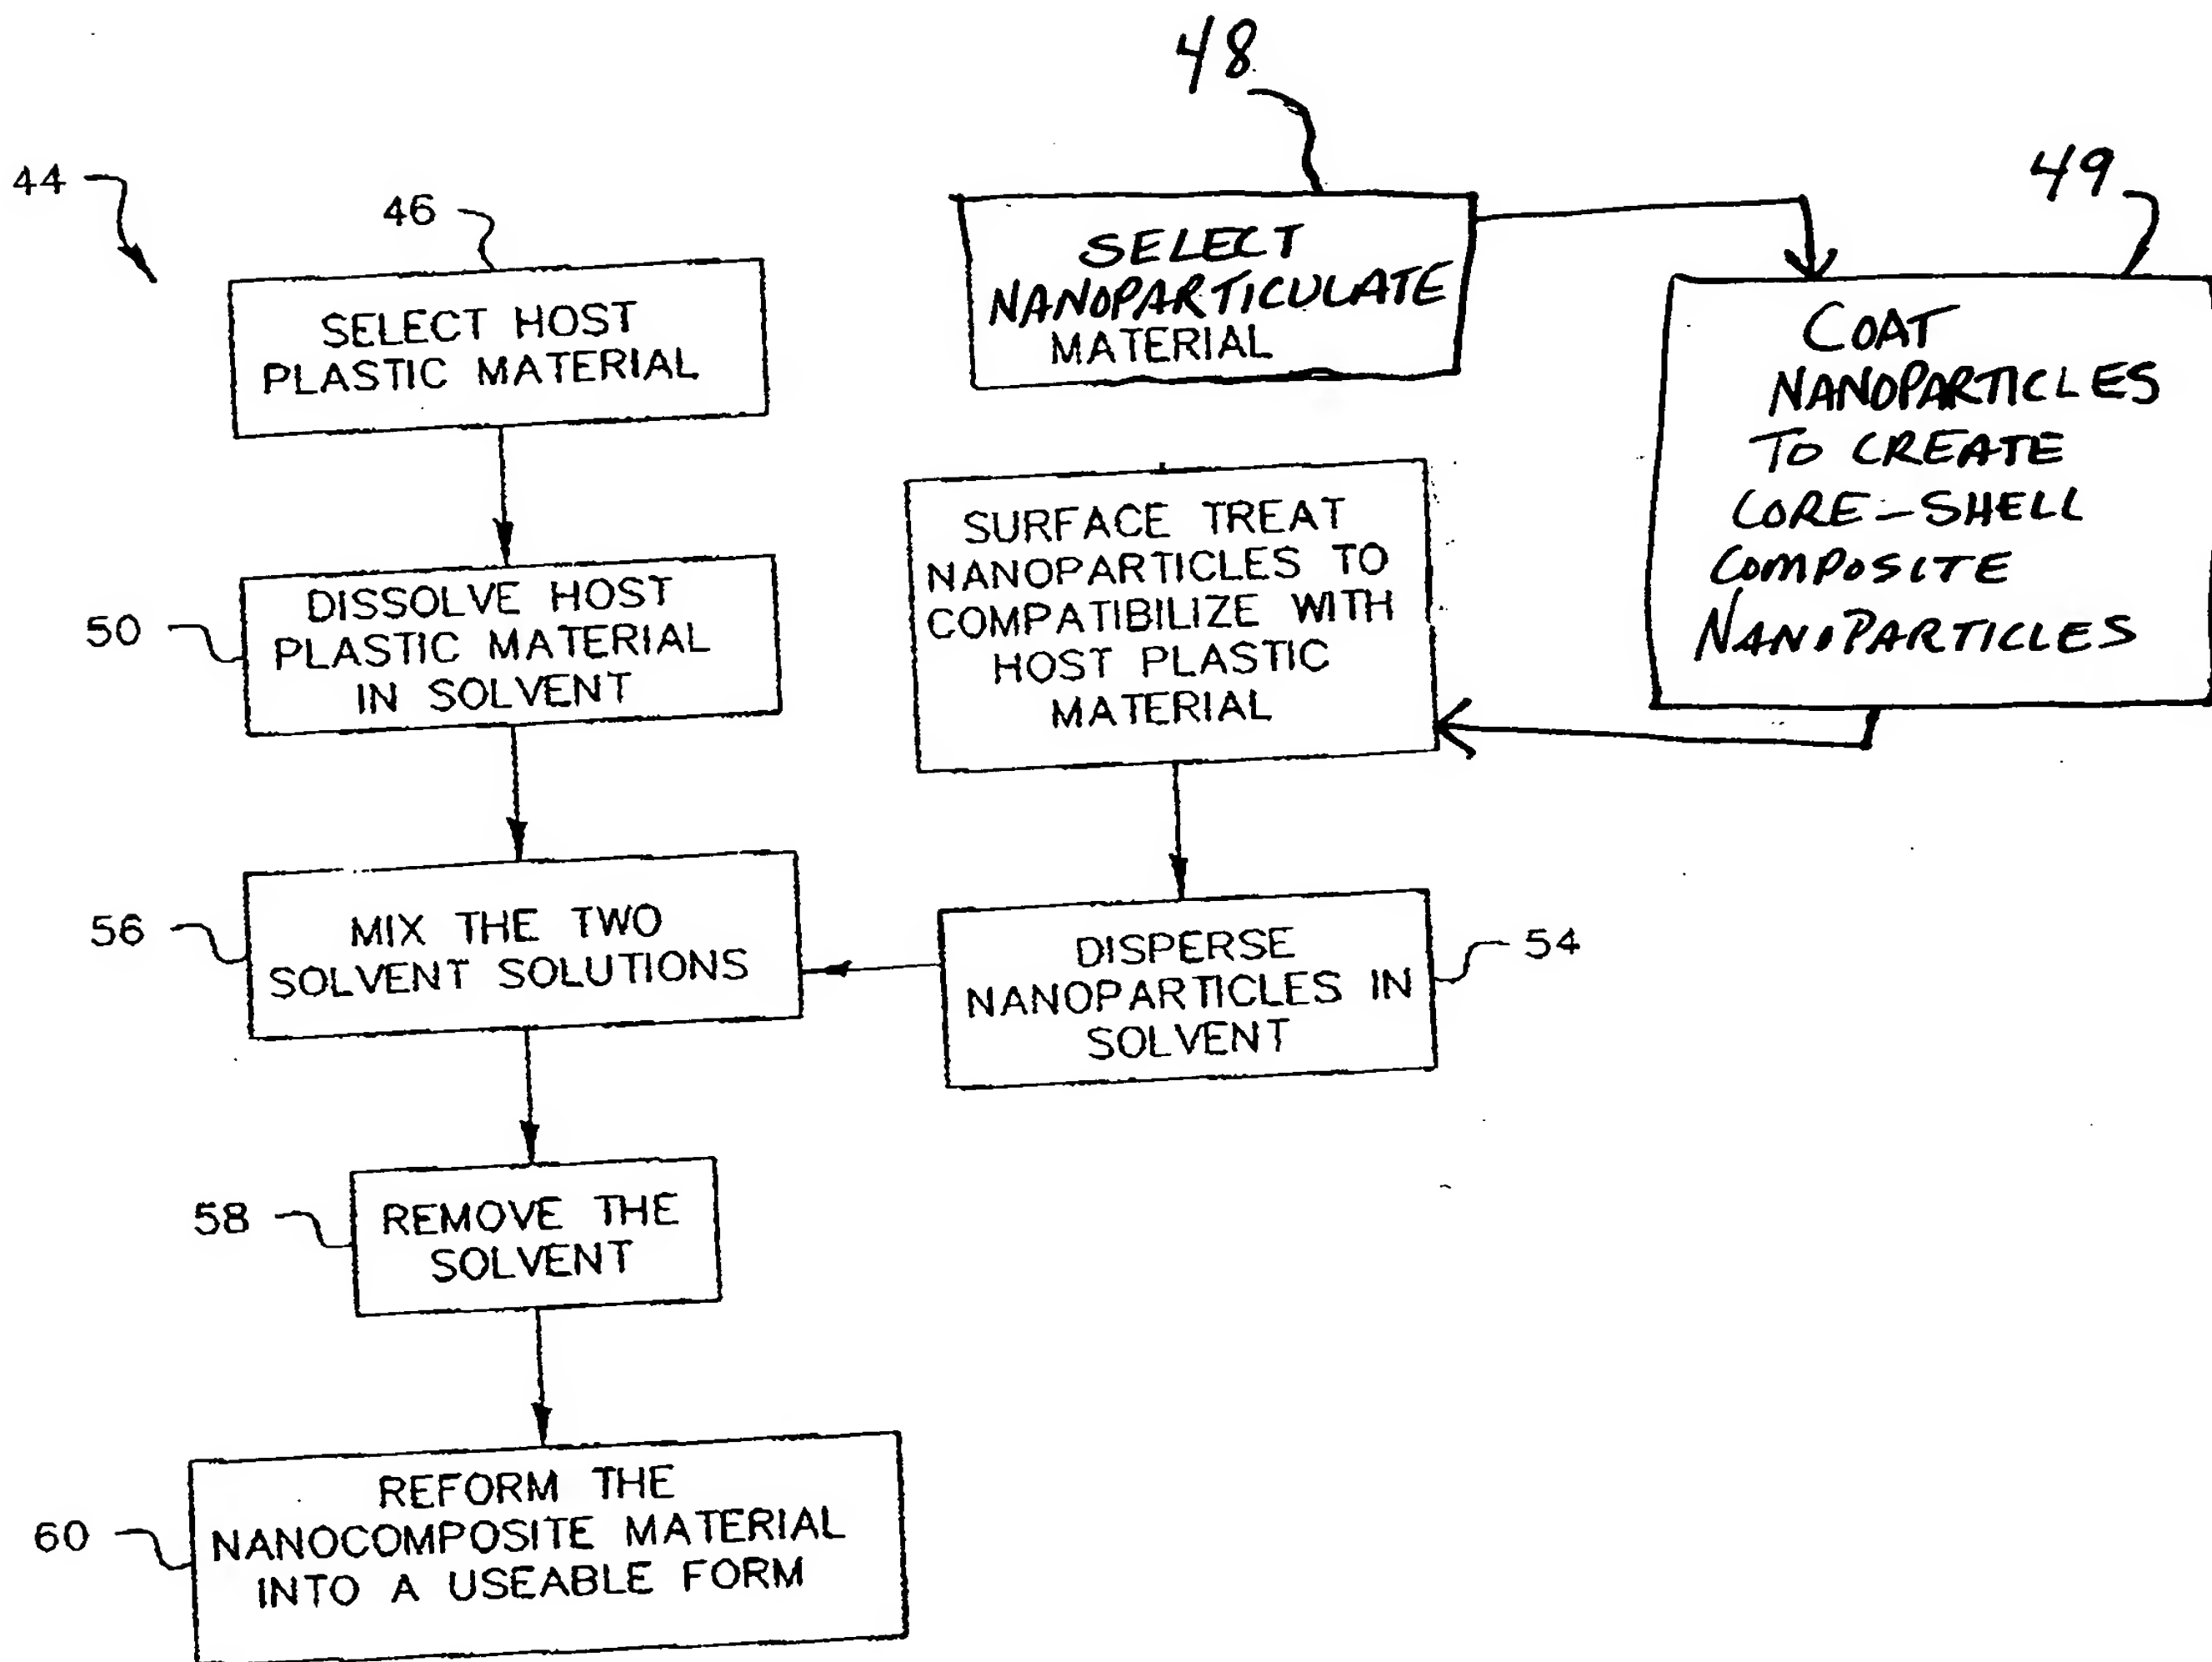 44
46
SELECT HOST
PLASTIC MATERIAL
48
SELECT
NANOPARTICULATE
MATERIAL
49
COAT
NANOPARTICLES
TO CREATE
CORE-SHELL
COMPOSITE
NANOPARTICLES
50
DISSOLVE HOST
PLASTIC MATERIAL
IN SOLVENT
SURFACE TREAT
NANOPARTICLES TO
COMPATIBILIZE WITH
HOST PLASTIC
MATERIAL
56
MIX THE TWO
SOLVENT SOLUTIONS
DISPERSE
NANOPARTICLES IN
SOLVENT
54
58
REMOVE THE
SOLVENT
60
REFORM THE
NANOCOMPOSITE MATERIAL
INTO A USEABLE FORM